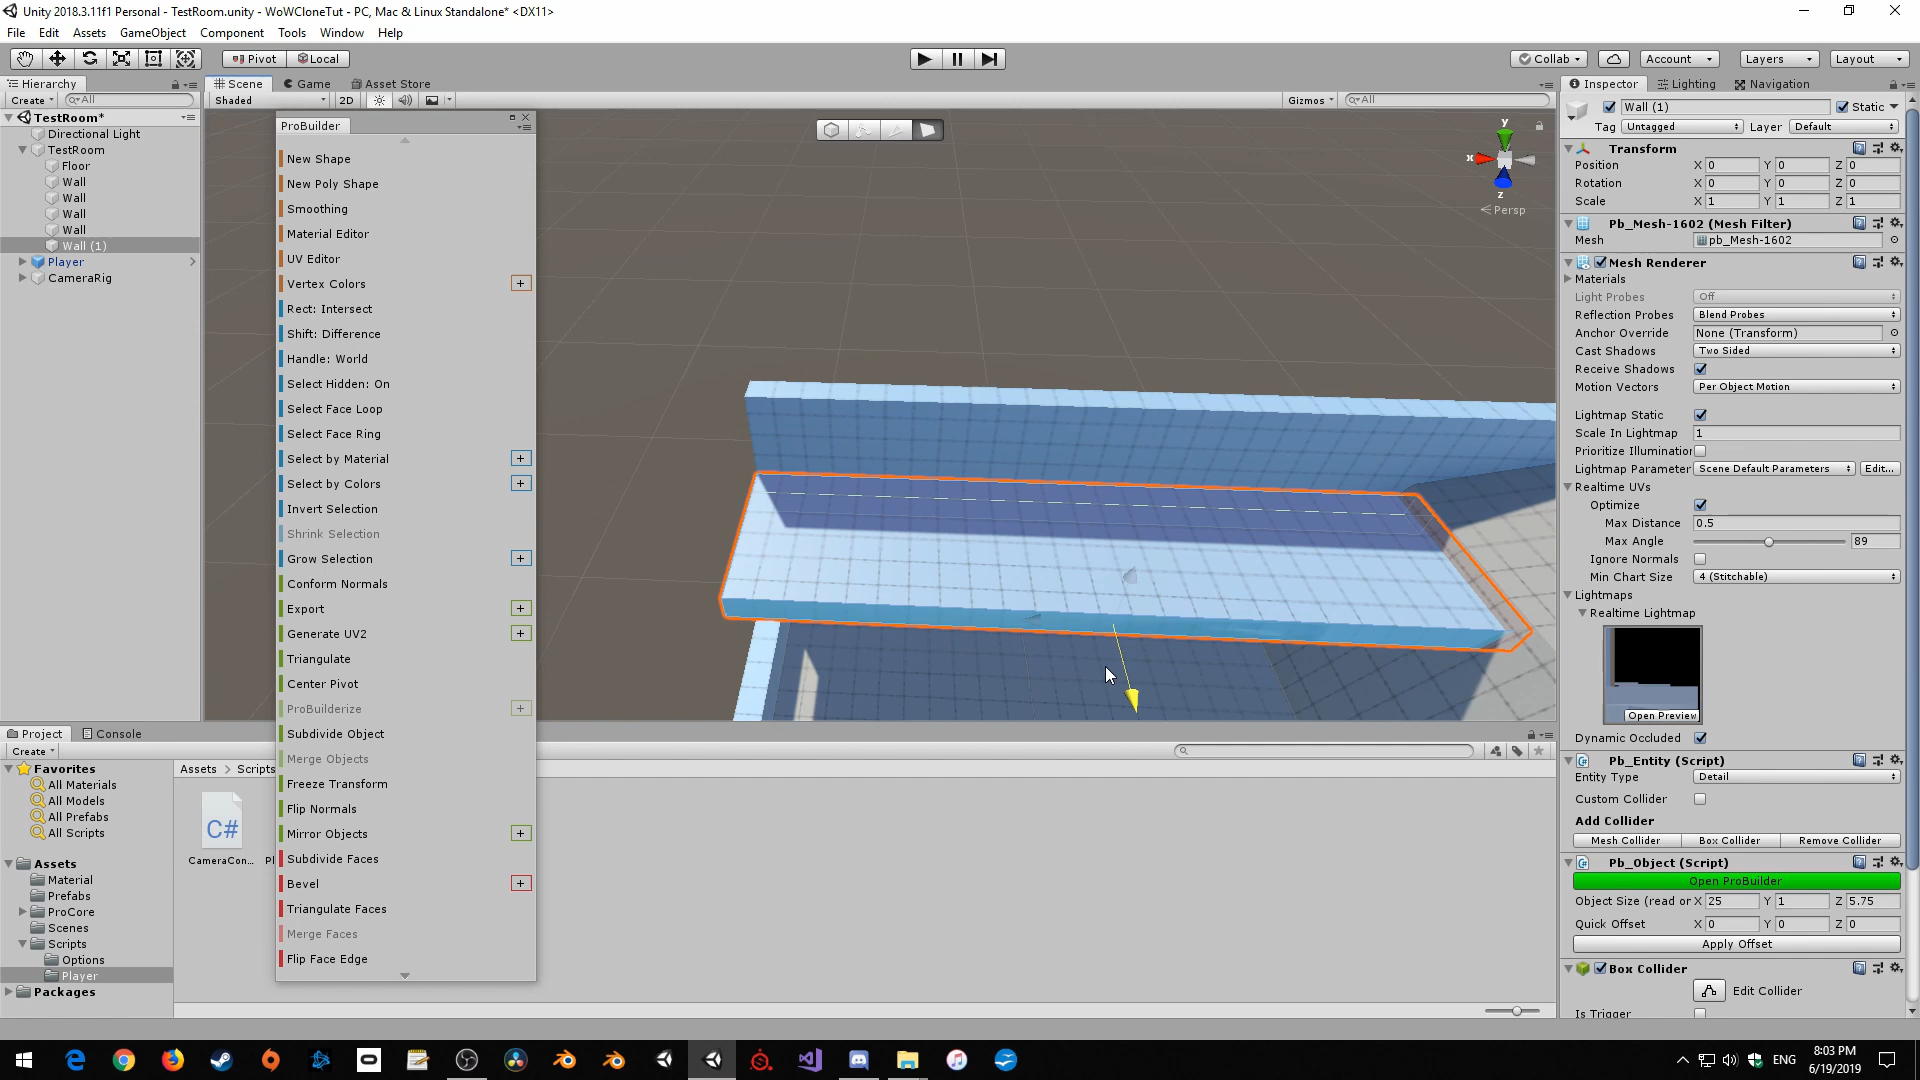 Unity 2018.3.11f1 Personal - TestRoom.unity - WoWCloneTut - PC, Mac & Linux Standalone* <DX11>
File Edit Assets GameObject Component Tools Window Help
Pivot Local Collab Account Layers Layout
Hierarchy
Create All
TestRoom*
Directional Light
TestRoom
Floor
Wall
Wall
Wall
Wall
Wall (1)
Player
CameraRig
Scene Game Asset Store
Shaded 2D Gizmos All
ProBuilder
New Shape
New Poly Shape
Smoothing
Material Editor
UV Editor
Vertex Colors +
Rect: Intersect
Shift: Difference
Handle: World
Select Hidden: On
Select Face Loop
Select Face Ring
Select by Material +
Select by Colors +
Invert Selection
Shrink Selection
Grow Selection +
Conform Normals
Export +
Generate UV2 +
Triangulate
Center Pivot
ProBuilderize +
Subdivide Object
Merge Objects
Freeze Transform
Flip Normals
Mirror Objects +
Subdivide Faces
Bevel +
Triangulate Faces
Merge Faces
Flip Face Edge
y
x
z
Persp
Inspector Lighting Navigation
Wall (1) Static
Tag Untagged Layer Default
Transform
Position X 0 Y 0 Z 0
Rotation X 0 Y 0 Z 0
Scale X 1 Y 1 Z 1
Pb_Mesh-1602 (Mesh Filter)
Mesh pb_Mesh-1602
Mesh Renderer
Materials
Light Probes Off
Reflection Probes Blend Probes
Anchor Override None (Transform)
Cast Shadows Two Sided
Receive Shadows
Motion Vectors Per Object Motion
Lightmap Static
Scale In Lightmap 1
Prioritize Illumination
Lightmap Parameter Scene Default Parameters Edit...
Realtime UVs
Optimize
Max Distance 0.5
Max Angle 89
Ignore Normals
Min Chart Size 4 (Stitchable)
Lightmaps
Realtime Lightmap
Open Preview
Dynamic Occluded
Pb_Entity (Script)
Entity Type Detail
Custom Collider
Add Collider
Mesh Collider Box Collider Remove Collider
Pb_Object (Script)
Open ProBuilder
Object Size (read or X 25 Y 1 Z 5.75
Quick Offset X 0 Y 0 Z 0
Apply Offset
Box Collider
Edit Collider
Is Trigger
Project Console
Create
Favorites
All Materials
All Models
All Prefabs
All Scripts
Assets
Material
Prefabs
ProCore
Scenes
Scripts
Options
Player
Packages
Assets > Scripts
C#
CameraCon... Pl
ENG
8:03 PM
6/19/2019